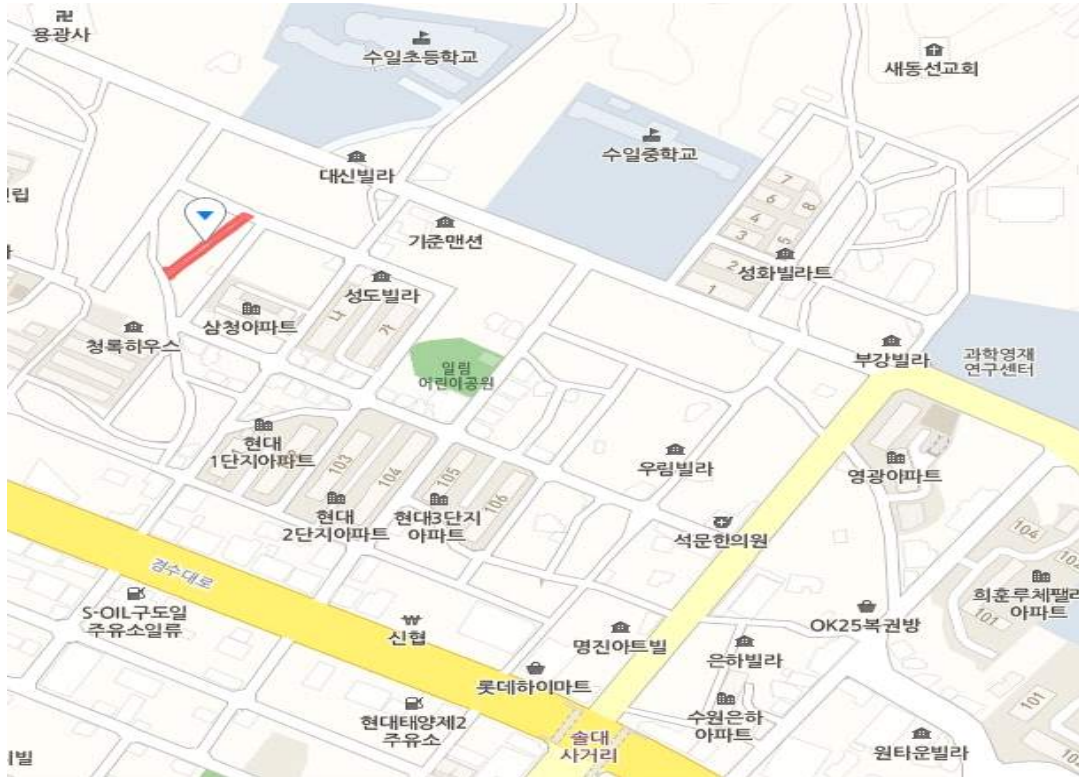 용광사
수일초등학교
새동선교회
수일중학교
대신빌라
기준맨션
7
6
8
4
3
5
2
1
성화빌라트
성도빌라
나
가
삼청아파트
청록하우스
일림
어린이공원
부강빌라
과학영재
연구센터
현대
1단지아파트
103
104
105
106
현대
2단지아파트
현대3단지
아파트
우림빌라
영광아파트
석문한의원
경수대로
S-OIL구도일
주유소일류
신협
명진아트빌
은하빌라
OK25복권방
104
101
희훈루체팰리
아파트
롯데하이마트
현대태양제2
주유소
수원은하
아파트
101
솔대
사거리
원타운빌라